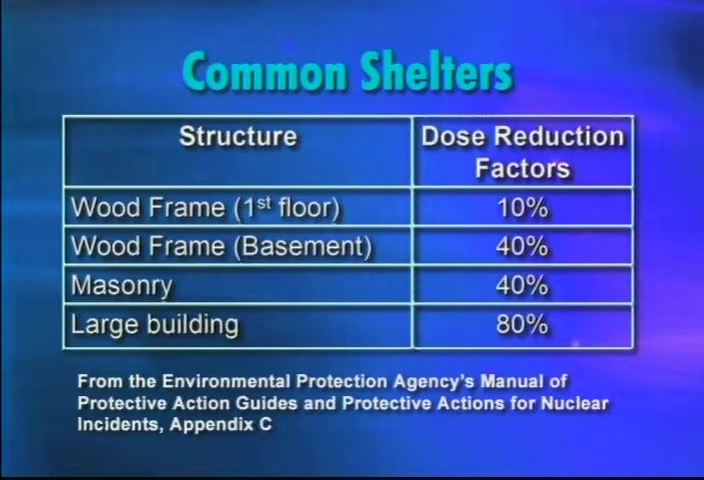 Common Shelters
Structure
Dose Reduction
Factors
Wood Frame (1st floor)
10%
Wood Frame (Basement)
40%
Masonry
40%
Large building
80%
From the Environmental Protection Agency's Manual of
Protective Action Guides and Protective Actions for Nuclear
Incidents, Appendix C